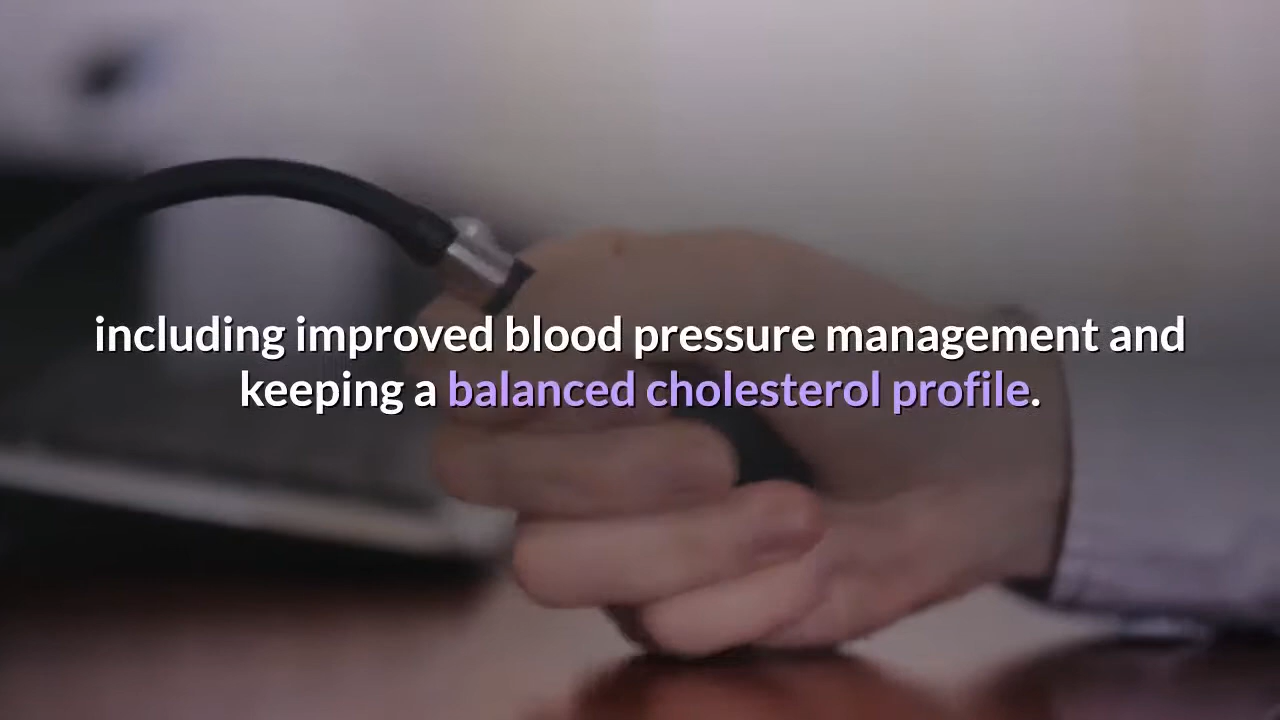 including improved blood pressure management and
keeping a balanced cholesterol profile.